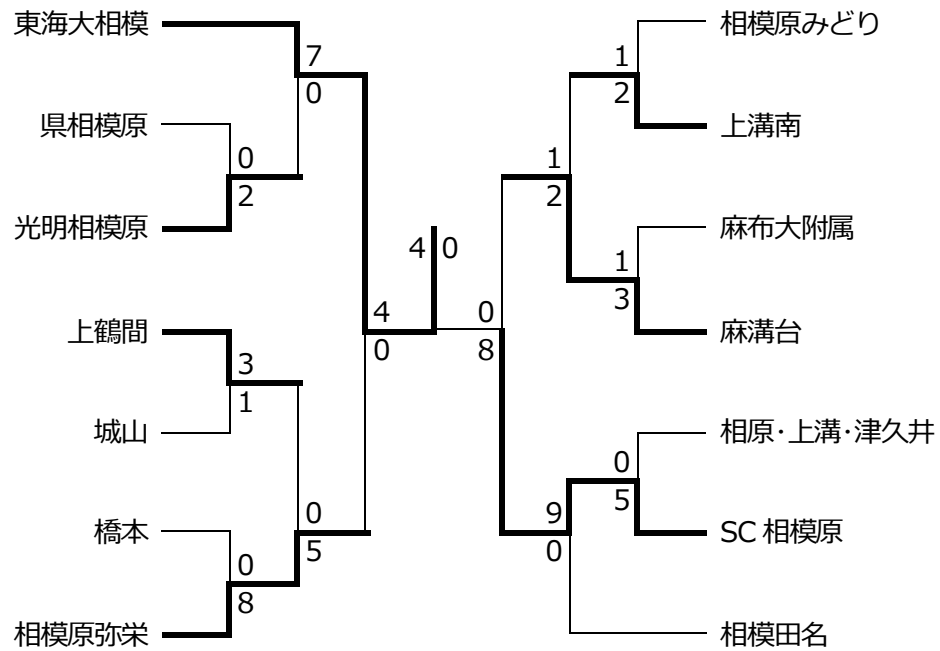 東海大相模
県相模原
光明相模原
上鶴間
城山
橋本
相模原弥栄
7
0
0
2
3
1
0
5
0
8
4
0
4
0
0
8
1
2
9
0
1
2
1
3
0
5
相模原みどり
上溝南
麻布大附属
麻溝台
相原・上溝・津久井
SC 相模原
相模田名